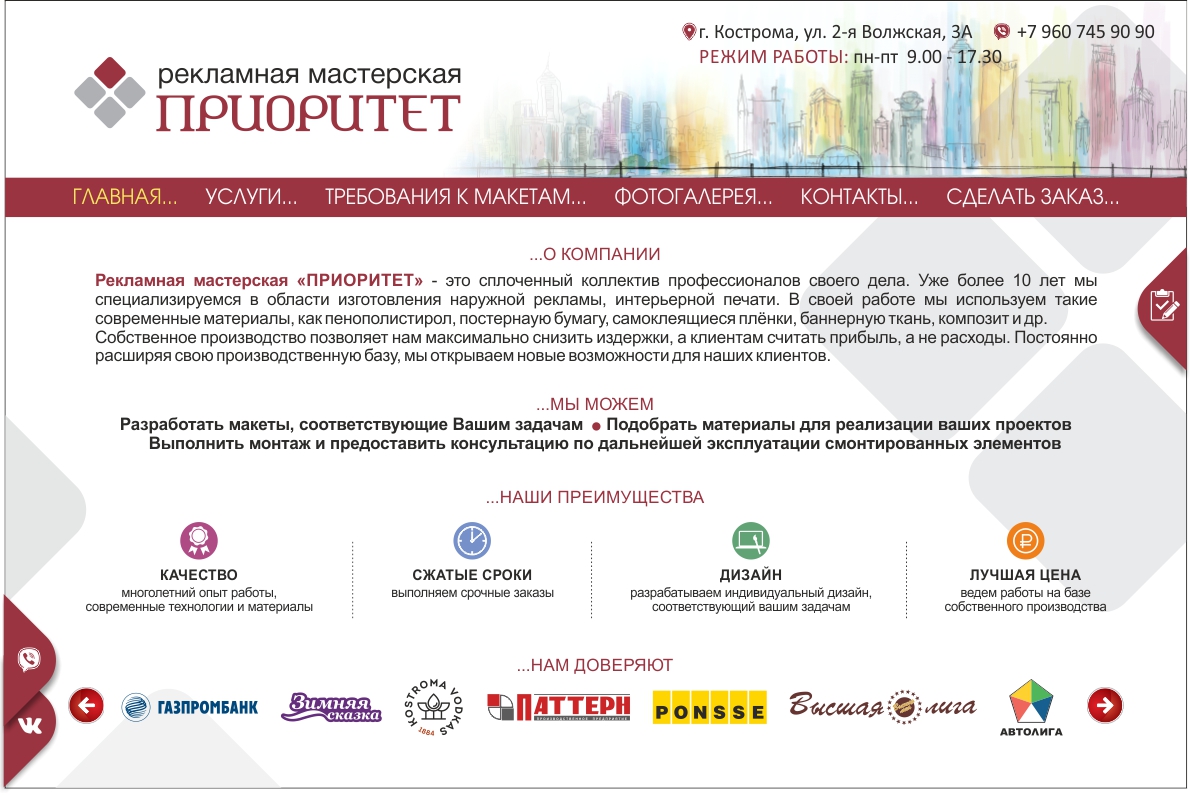 г. Кострома, ул. 2-я Волжская, 3А +7 960 745 90 90
РЕЖИМ РАБОТЫ: пн-пт 9.00 - 17.30
рекламная мастерская
ПРИОРИТЕТ
ГЛАВНАЯ... УСЛУГИ... ТРЕБОВАНИЯ К МАКЕТАМ... ФОТОГАЛЕРЕЯ... КОНТАКТЫ... СДЕЛАТЬ ЗАКАЗ...
...О КОМПАНИИ
Рекламная мастерская «ПРИОРИТЕТ» - это сплоченный коллектив профессионалов своего дела. Уже более 10 лет мы
специализируемся в области изготовления наружной рекламы, интерьерной печати. В своей работе мы используем такие
современные материалы, как пенополистирол, постернаую бумагу, самоклеящиеся плёнки, баннерную ткань, композит и др.
Собственное производство позволяет нам максимально снизить издержки, а клиентам считать прибыль, а не расходы. Постоянно
расширяя свою производственную базу, мы открываем новые возможности для наших клиентов.
...МЫ МОЖЕМ
Разработать макеты, соответствующие Вашим задачам ● Подобрать материалы для реализации ваших проектов
Выполнить монтаж и предоставить консультацию по дальнейшей эксплуатации смонтированных элементов
...НАШИ ПРЕИМУЩЕСТВА
КАЧЕСТВО
многолетний опыт работы,
современные технологии и материалы
СЖАТЫЕ СРОКИ
выполняем срочные заказы
ДИЗАЙН
разрабатываем индивидуальный дизайн,
соответствующий вашим задачам
ЛУЧШАЯ ЦЕНА
ведем работы на базе
собственного производства
...НАМ ДОВЕРЯЮТ
ГАЗПРОМБАНК
Зимняя
сказка
KOSTROMA VODKAS
1884
ПАТТЕРН
ПРОИЗВОДСТВЕННОЕ ПРЕДПРИЯТИЕ
PONSSE
Высшая лига
АВТОЛИГА